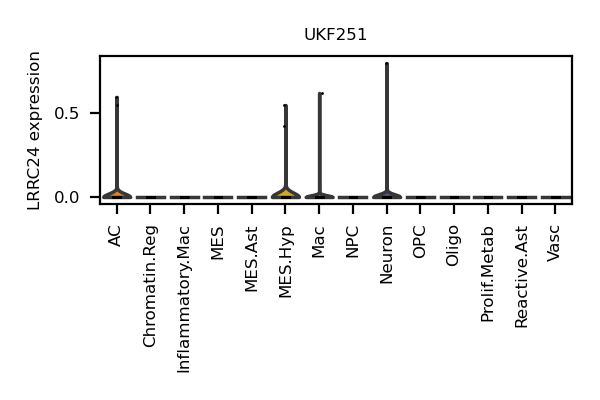 UKF251
LRRC24 expression
0.5
0.0
AC
Chromatin.Reg
Inflammatory.Mac
MES
MES.Ast
MES.Hyp
Mac
NPC
Neuron
OPC
Oligo
Prolif.Metab
Reactive.Ast
Vasc